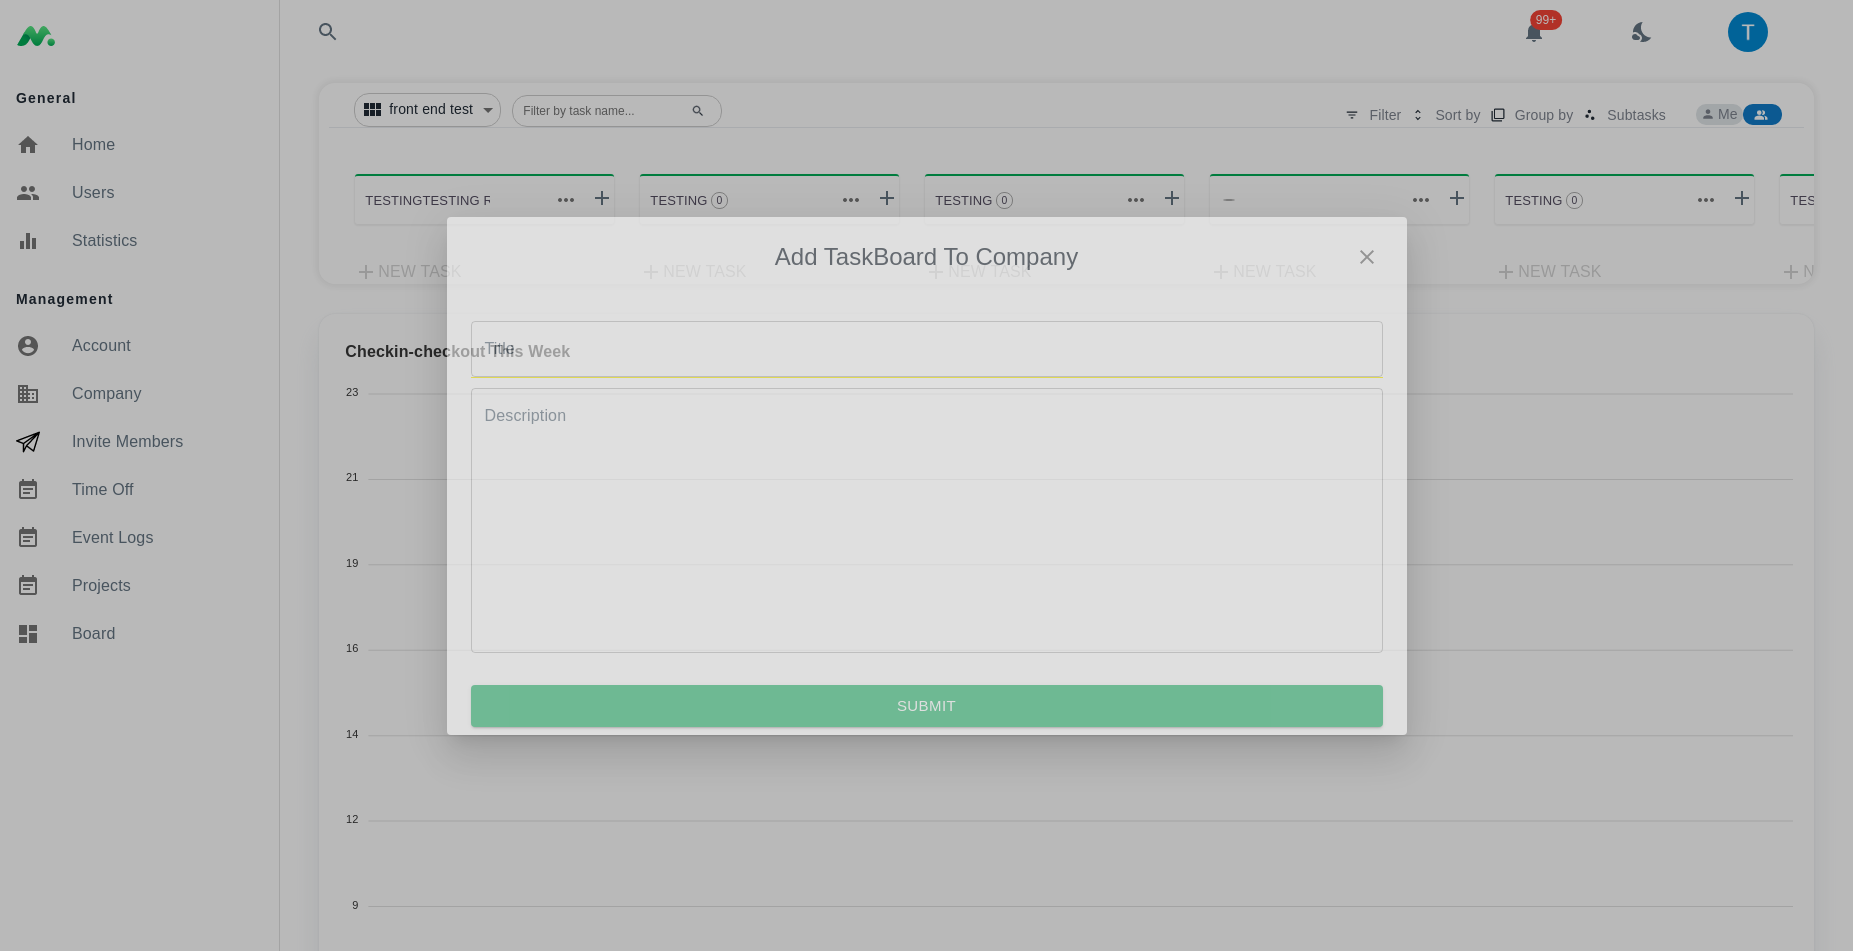 99+
T
General
Home
Users
Statistics
Management
Account
Company
Invite Members
Time Off
Event Logs
Projects
Board
front end test
Filter by task name...
Filter
Sort by
Group by
Subtasks
Me
TESTINGTESTING R
TESTING 0
TESTING 0
TESTING 0
TES
NEW TASK
NEW TASK
NEW TASK
NEW TASK
NEW TASK
N
Add TaskBoard To Company
Checkin-checkout This Week
Title
Description
SUBMIT
23
21
19
16
14
12
9